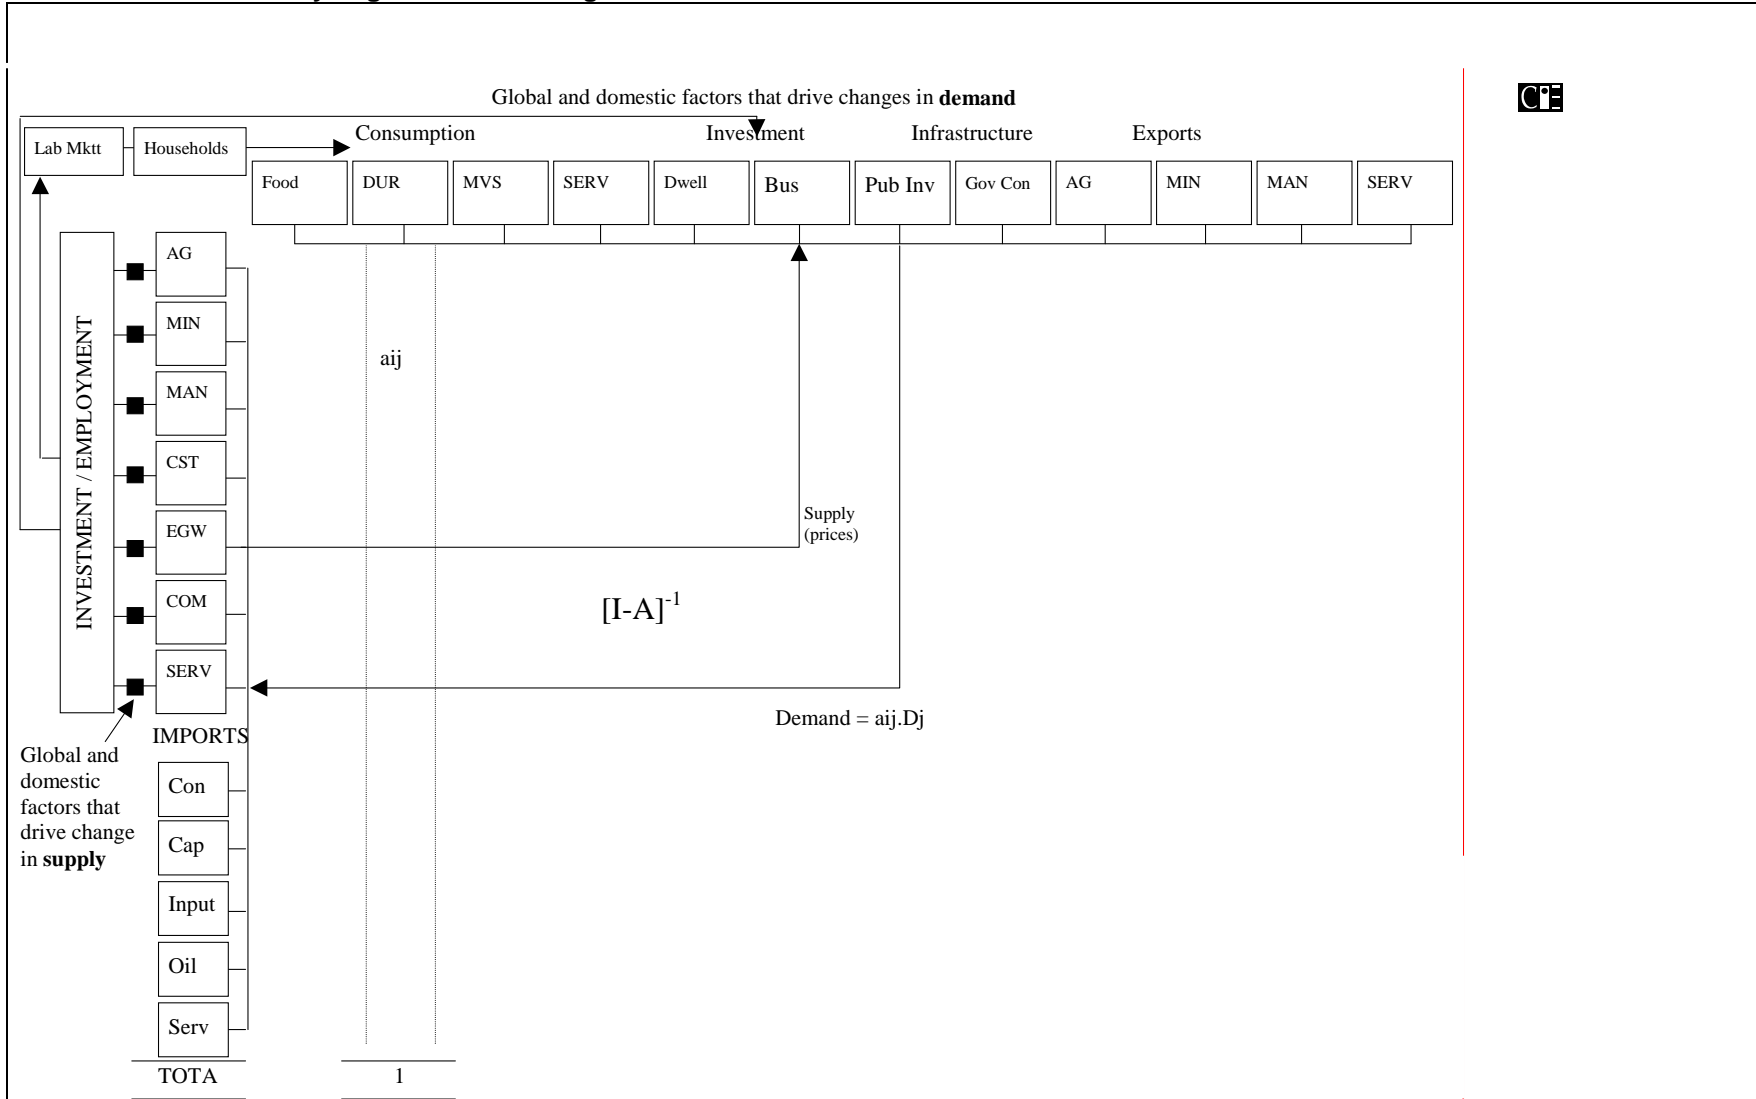 Global and domestic factors that drive changes in demand
Consumption Investment Infrastructure Exports
Lab Mktt Households
Food DUR MVS SERV Dwell Bus Pub Inv Gov Con AG MIN MAN SERV
INVESTMENT / EMPLOYMENT
AG
MIN
MAN
CST
EGW
COM
SERV
aij
Supply
(prices)
[I-A]-1
Demand = aij.Dj
IMPORTS
Global and
domestic
factors that
drive change
in supply
Con
Cap
Input
Oil
Serv
TOTA 1